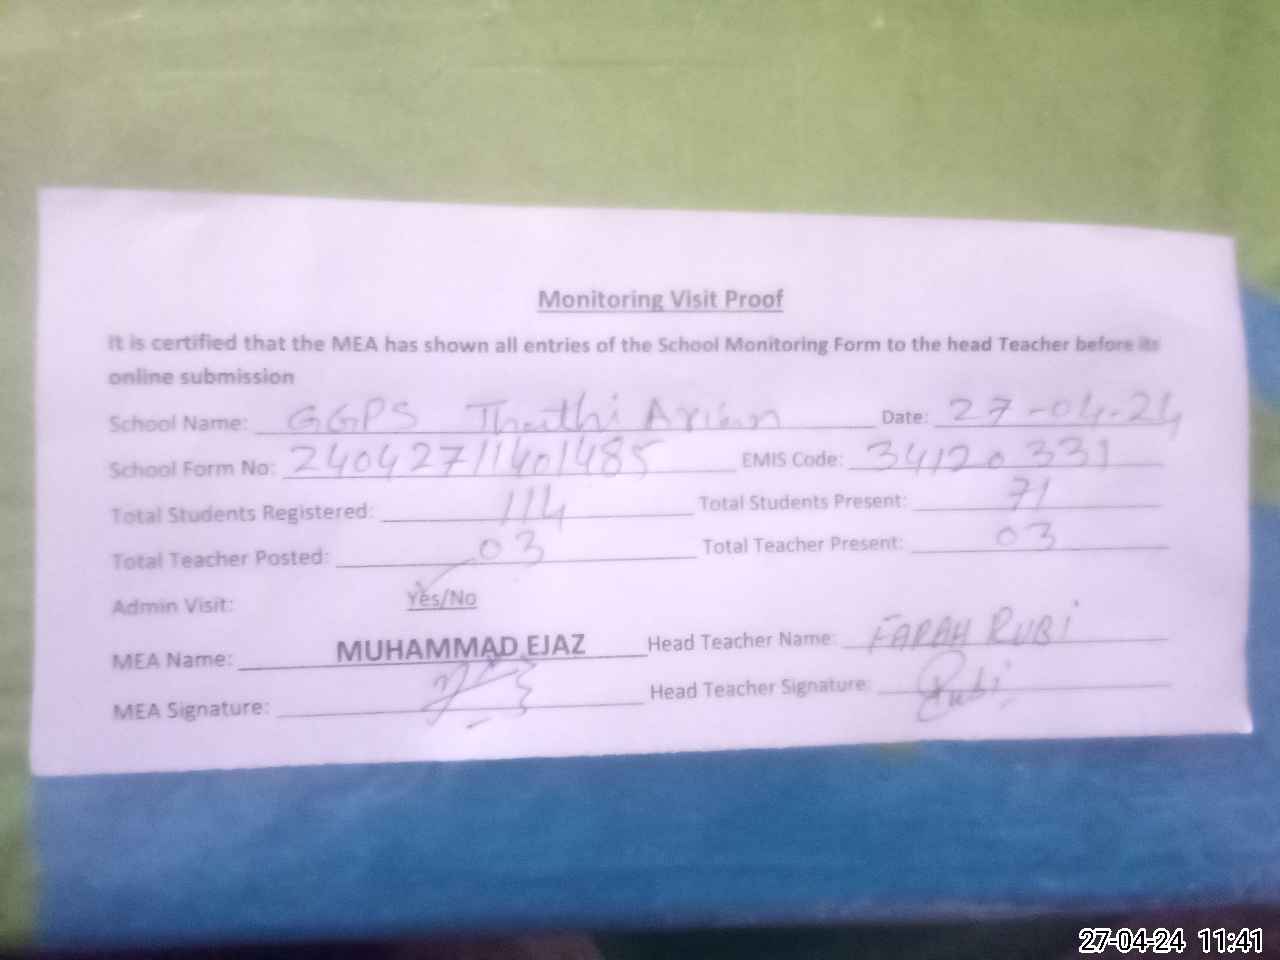 Monitoring Visit Proof
It is certified that the MEA has shown all entries of the School Monitoring Form to the head Teacher before its
online submission
School Name: GGPS Thathi Arian Date: 27-04-24
School Form No: 24042711401485 EMIS Code: 34120331
Total Students Registered: 114 Total Students Present: 71
Total Teacher Posted: 03 Total Teacher Present: 03
Admin Visit: Yes/No
MEA Name: MUHAMMAD EJAZ Head Teacher Name: FARAH RUBI
MEA Signature: Head Teacher Signature: Rubi
27-04-24 11:41